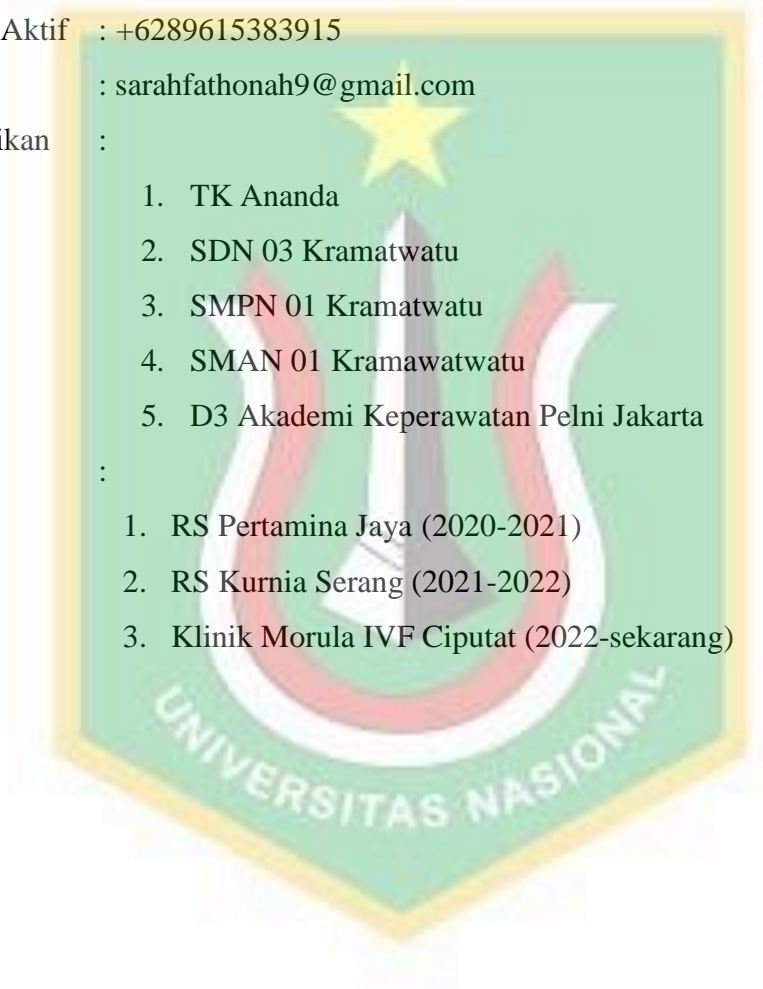 Aktif : +6289615383915
: sarahfathonah9@gmail.com
ikan :
1. TK Ananda
2. SDN 03 Kramatwatu
3. SMPN 01 Kramatwatu
4. SMAN 01 Kramawatwatu
5. D3 Akademi Keperawatan Pelni Jakarta
:
1. RS Pertamina Jaya (2020-2021)
2. RS Kurnia Serang (2021-2022)
3. Klinik Morula IVF Ciputat (2022-sekarang)
UNIVERSITAS NASIONAL